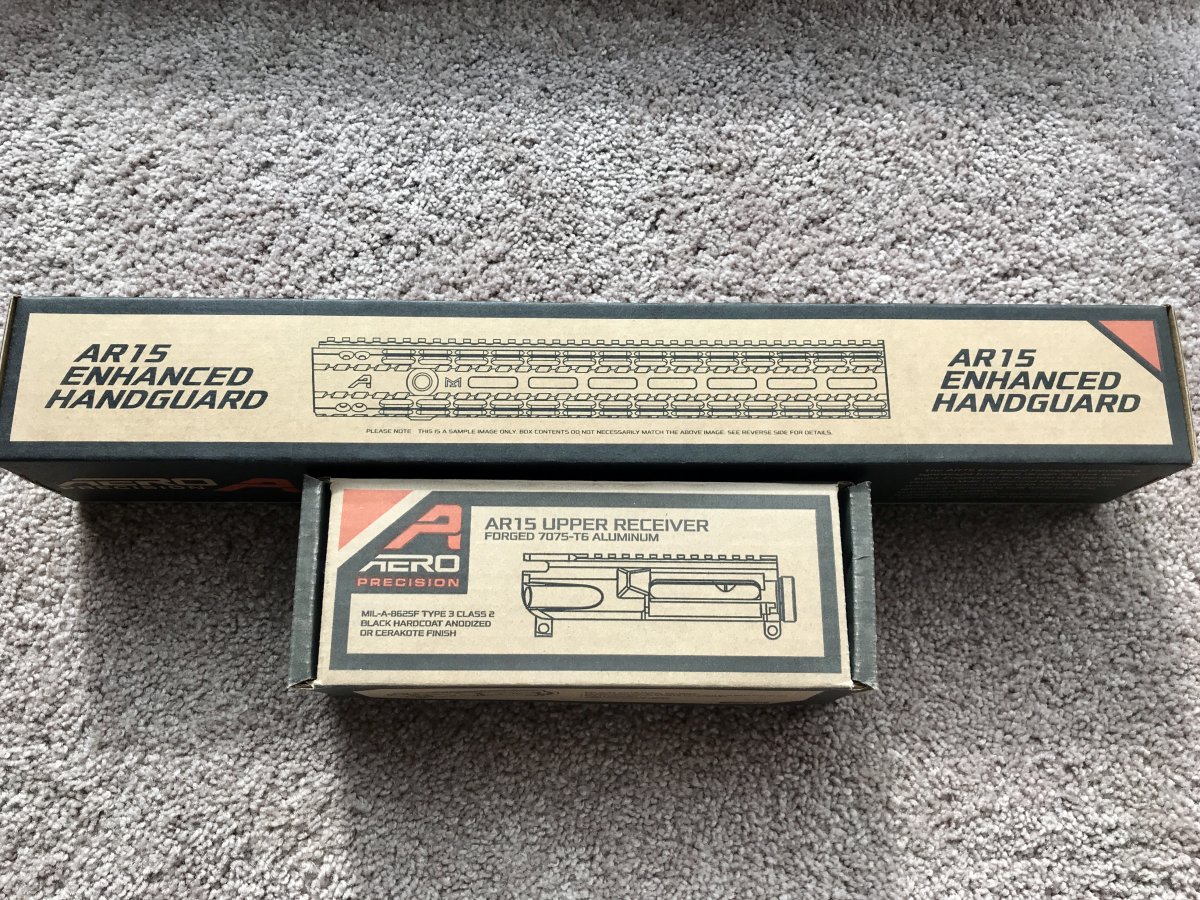 AR15
ENHANCED
HANDGUARD
AR15
ENHANCED
HANDGUARD
PLEASE NOTE THIS IS A SAMPLE IMAGE ONLY. BOX CONTENTS DO NOT NECESSARILY MATCH THE ABOVE IMAGE. SEE REVERSE SIDE FOR DETAILS.
AERO
AERO
PRECISION
AR15 UPPER RECEIVER
FORGED 7075-T6 ALUMINUM
MIL-A-8625F TYPE 3 CLASS 2
BLACK HARDCOAT ANODIZED
OR CERAKOTE FINISH